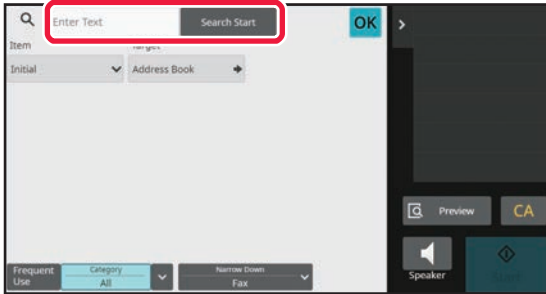 Enter Text
Search Start
OK
Item
Target
Initial
Address Book
Preview
CA
Speaker
Start
Frequent
Use
Category
All
Narrow Down
Fax